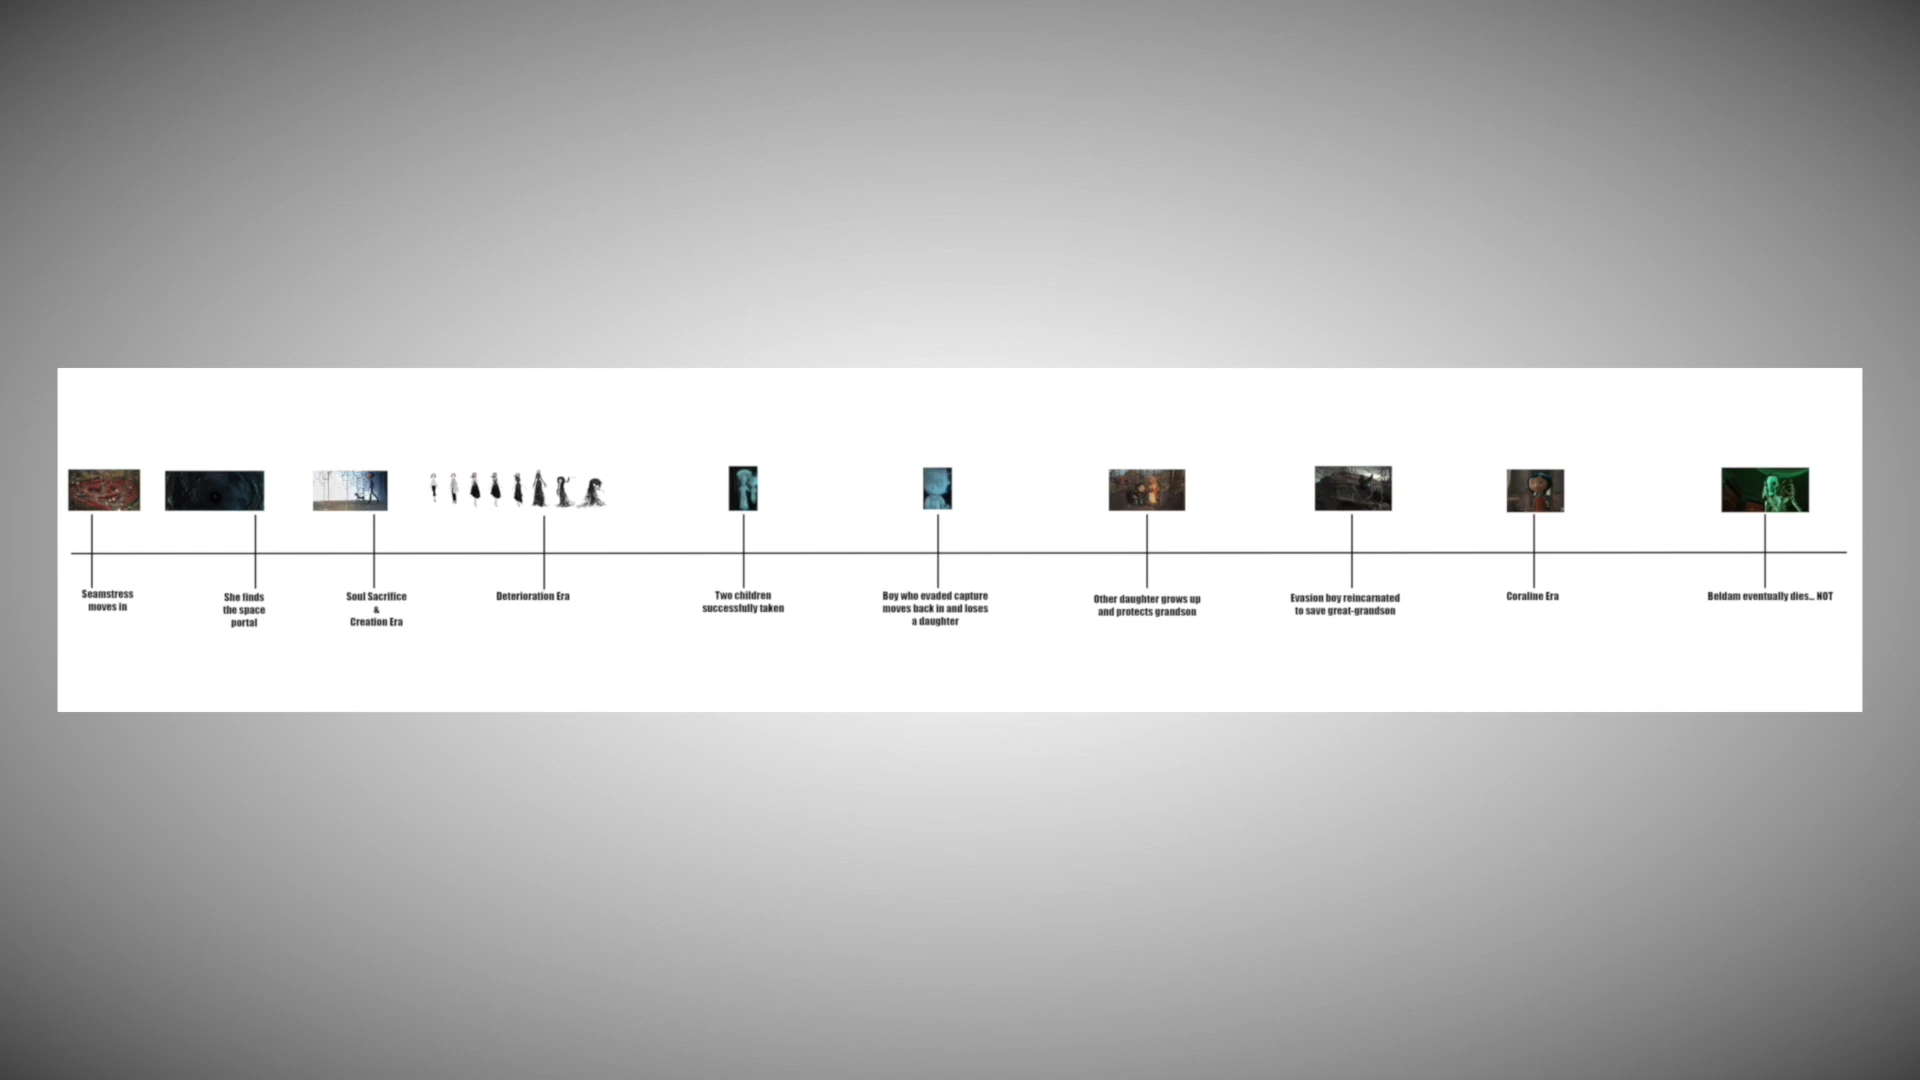 Seamstress
moves in
She finds
the space
portal
Soul Sacrifice
&
Creation Era
Deterioration Era
Two children
successfully taken
Boy who evaded capture
moves back in and loses
a daughter
Other daughter grows up
and protects grandson
Evasion boy reincarnated
to save great-grandson
Coraline Era
Beldam eventually dies... NOT